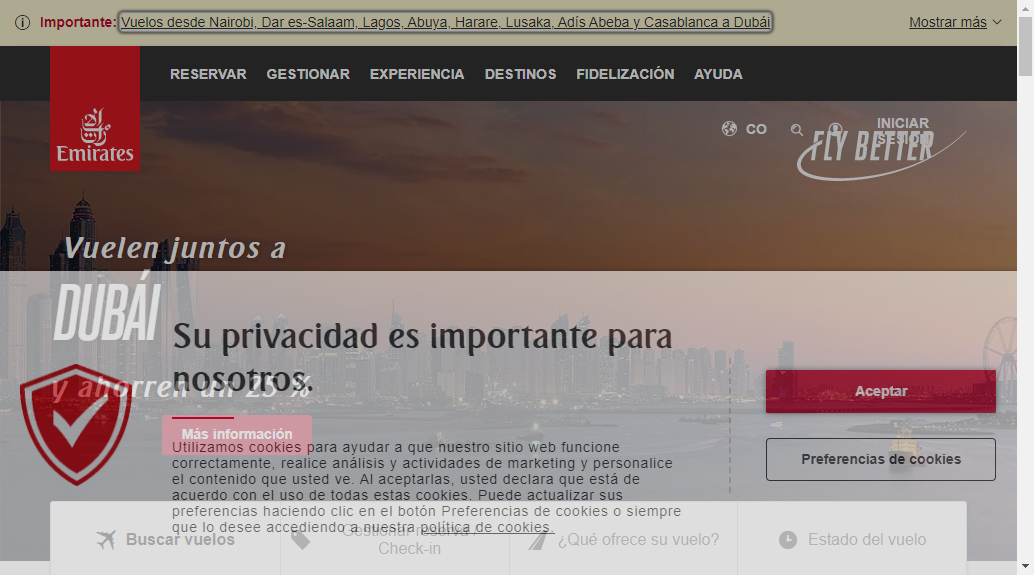 Importante: Vuelos desde Nairobi, Dar es-Salaam, Lagos, Abuya, Harare, Lusaka, Adís Abeba y Casablanca a Dubái
Mostrar más
RESERVAR GESTIONAR EXPERIENCIA DESTINOS FIDELIZACIÓN AYUDA
Emirates
CO
INICIAR
SESIÓN
FLY BETTER
Vuelen juntos a
DUBÁI
y ahorren un 25 %
Más información
Su privacidad es importante para
nosotros.
Utilizamos cookies para ayudar a que nuestro sitio web funcione
correctamente, realice análisis y actividades de marketing y personalice
el contenido que usted ve. Al aceptarlas, usted declara que está de
acuerdo con el uso de todas estas cookies. Puede actualizar sus
preferencias haciendo clic en el botón Preferencias de cookies o siempre
que lo desee accediendo a nuestra política de cookies.
Aceptar
Preferencias de cookies
Buscar vuelos
Gestionar reserva /
Check-in
¿Qué ofrece su vuelo?
Estado del vuelo